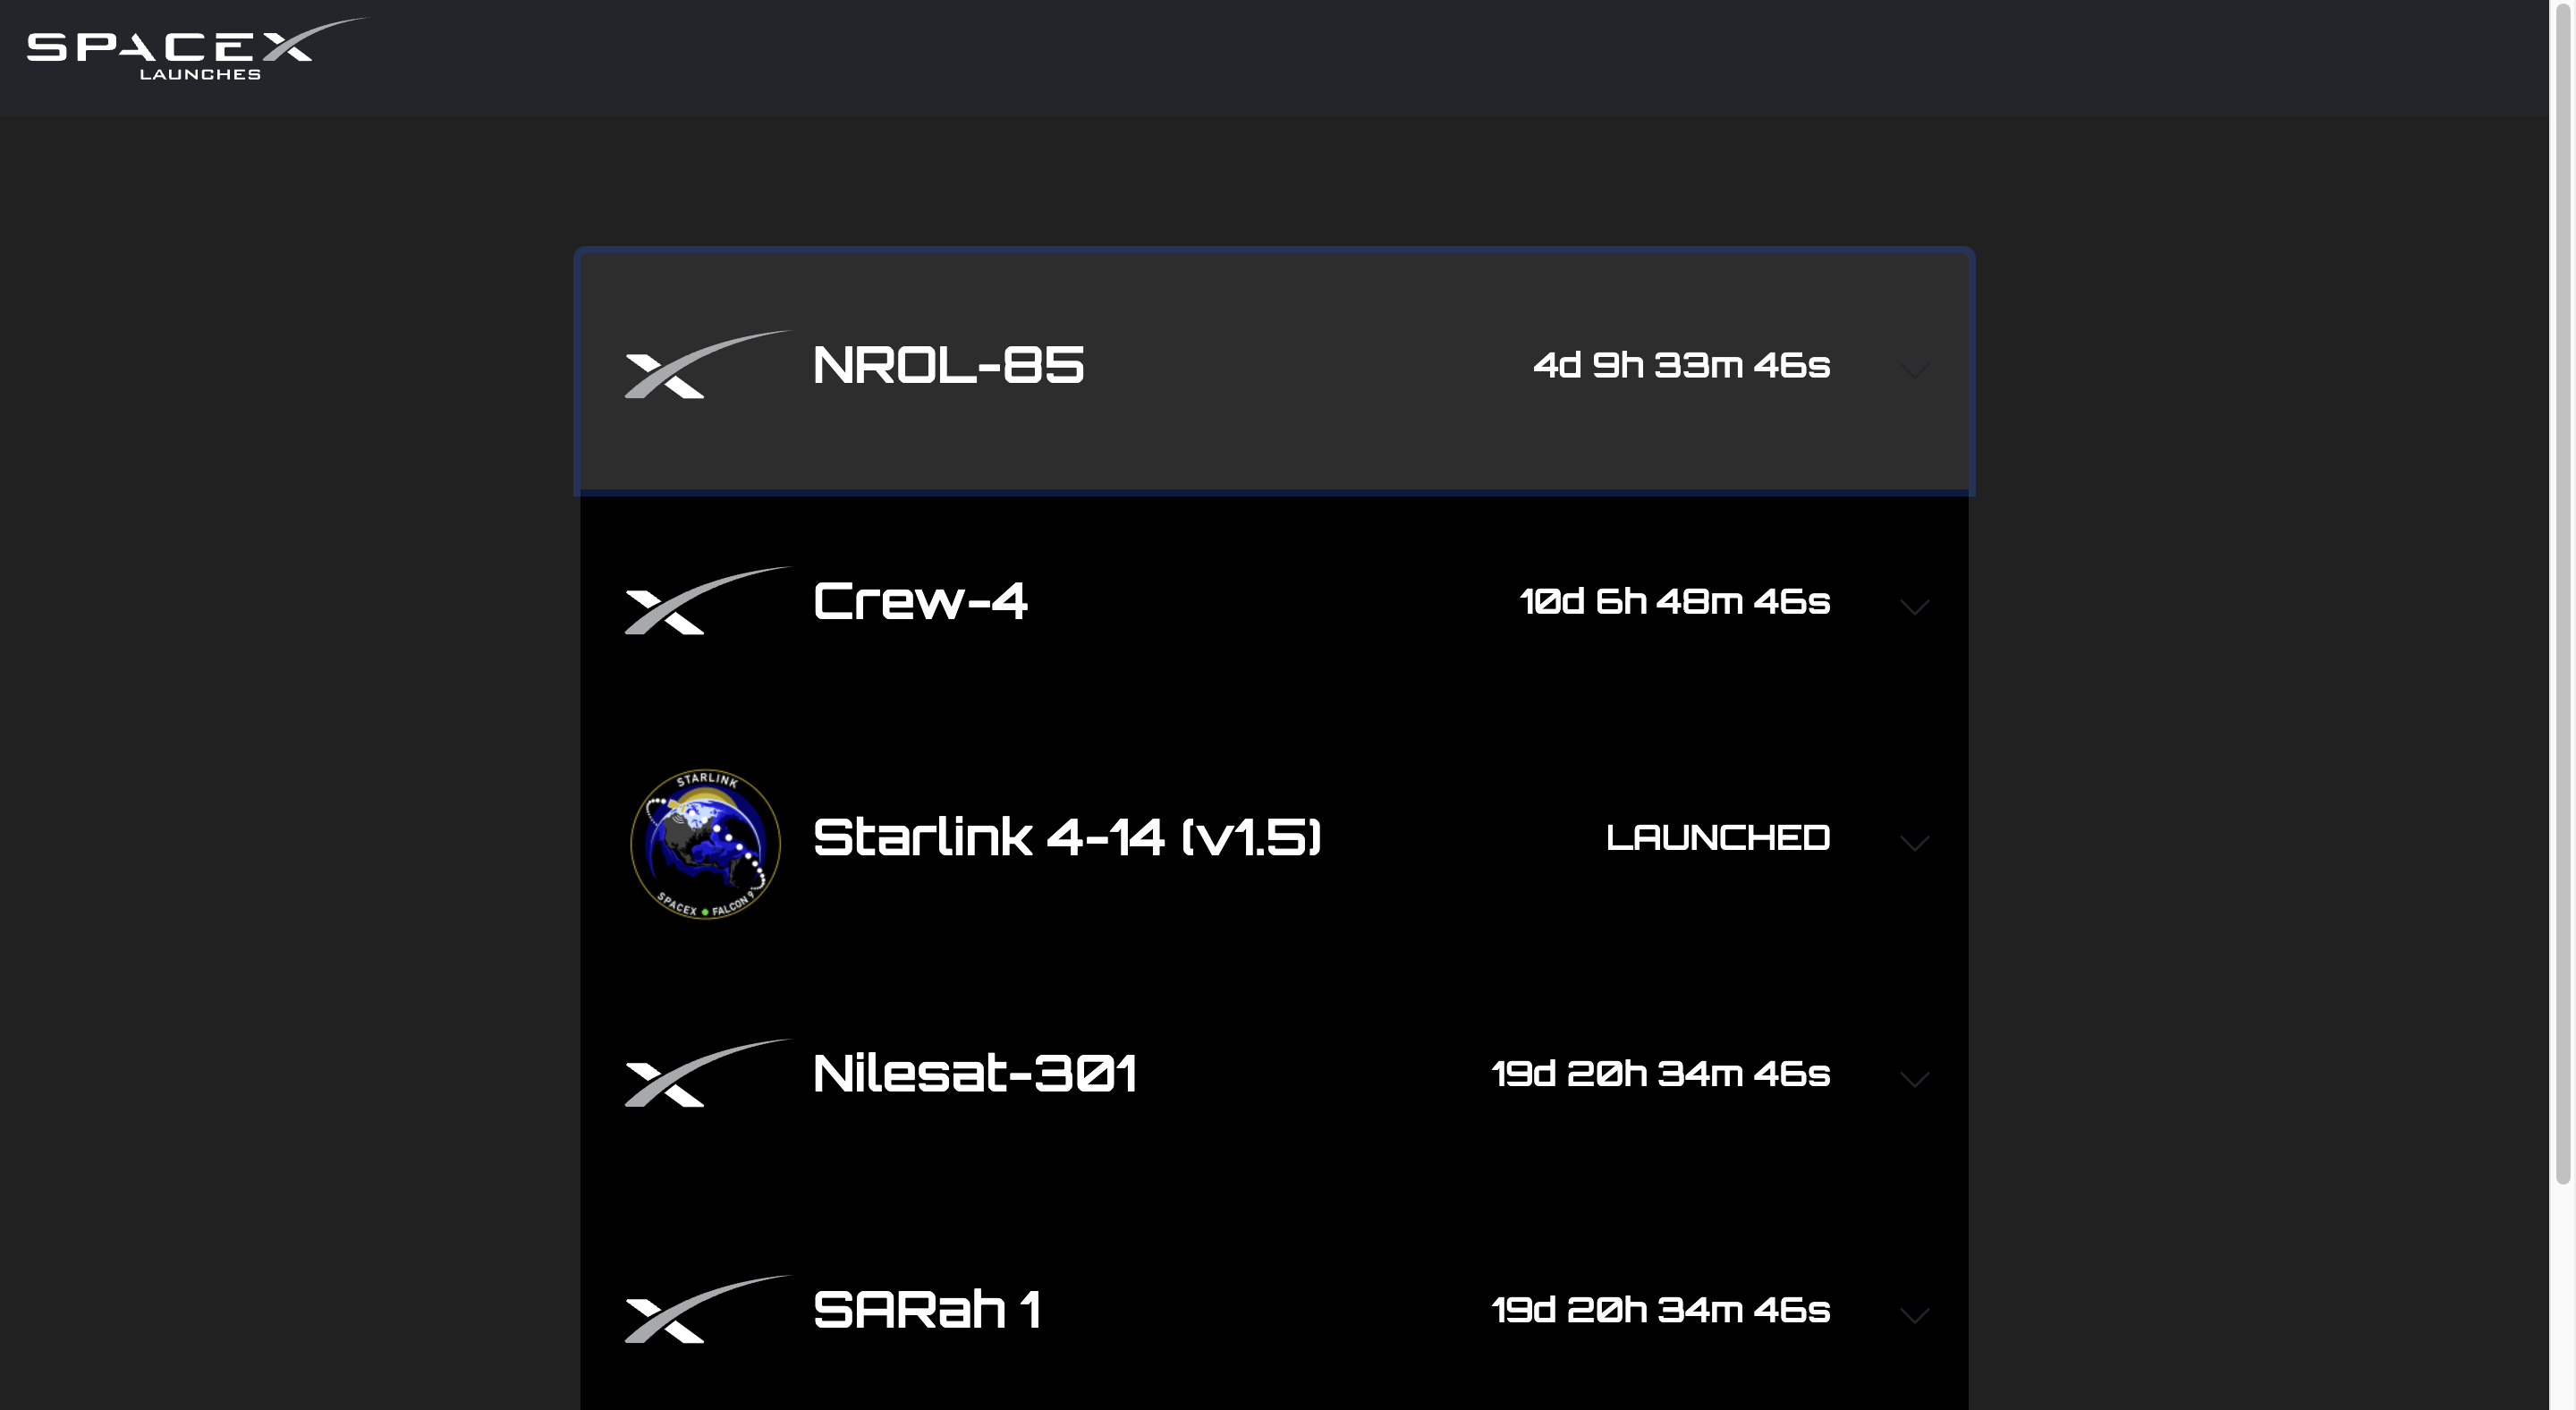 SPACEX
LAUNCHES
NROL-85 4d 9h 33m 46s
Crew-4 10d 6h 48m 46s
STARLINK
Starlink 4-14 (v1.5) LAUNCHED
SPACEX FALCON 9
Nilesat-301 19d 20h 34m 46s
SARah 1 19d 20h 34m 46s